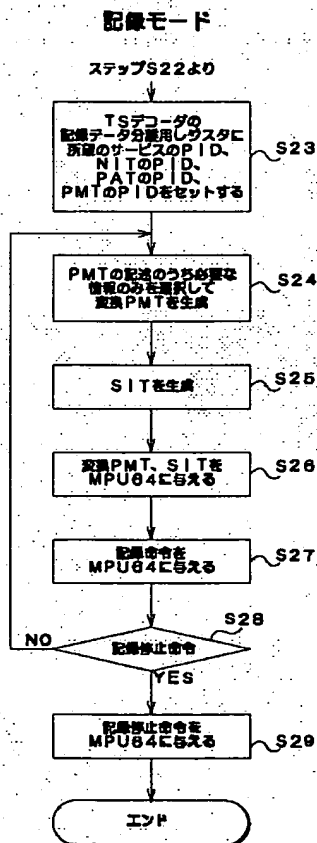 記録モード
ステップS22より
TSデコーダの
記録データ分離用レジスタに
所望のサービスのPID、
NITのPID、
PATのPID、
PMTのPIDをセットする
S23
PMTの記述のうち必要な
情報のみを選択して
変換PMTを生成
S24
SITを生成
S25
変換PMT、SITを
MPU64に与える
S26
記録命令を
MPU64に与える
S27
S28
NO
記録停止命令
YES
記録停止命令を
MPU64に与える
S29
エンド